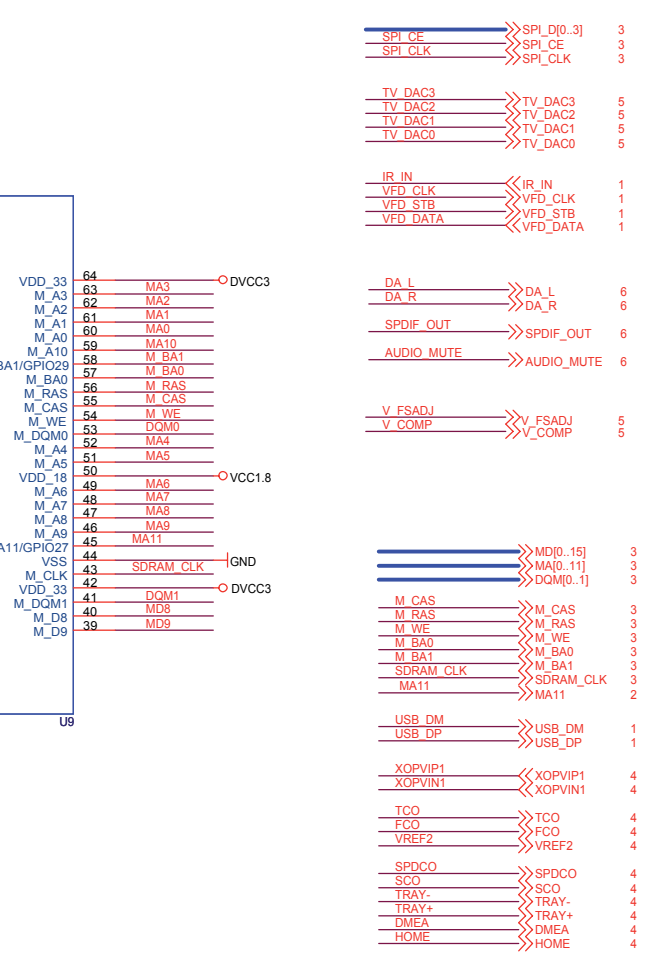 SPI_D[0..3] 3
SPI_CE SPI_CE 3
SPI_CLK SPI_CLK 3
TV_DAC3 TV_DAC3 5
TV_DAC2 TV_DAC2 5
TV_DAC1 TV_DAC1 5
TV_DAC0 TV_DAC0 5
IR_IN IR_IN 1
VFD_CLK VFD_CLK 1
VFD_STB VFD_STB 1
VFD_DATA VFD_DATA 1
DA_L DA_L 6
DA_R DA_R 6
SPDIF_OUT SPDIF_OUT 6
AUDIO_MUTE AUDIO_MUTE 6
V_FSADJ V_FSADJ 5
V_COMP V_COMP 5
VDD_33 64 DVCC3
M_A3 63 MA3
M_A2 62 MA2
M_A1 61 MA1
M_A0 60 MA0
M_A10 59 MA10
BA1/GPIO29 58 M_BA1
M_BA0 57 M_BA0
M_RAS 56 M_RAS
M_CAS 55 M_CAS
M_WE 54 M_WE
M_DQM0 53 DQM0
M_A4 52 MA4
M_A5 51 MA5
VDD_18 50 VCC1.8
M_A6 49 MA6
M_A7 48 MA7
M_A8 47 MA8
M_A9 46 MA9
A11/GPIO27 45 MA11
VSS 44 GND
M_CLK 43 SDRAM_CLK
VDD_33 42 DVCC3
M_DQM1 41 DQM1
M_D8 40 MD8
M_D9 39 MD9
U9
MD[0..15] 3
MA[0..11] 3
DQM[0..1] 3
M_CAS M_CAS 3
M_RAS M_RAS 3
M_WE M_WE 3
M_BA0 M_BA0 3
M_BA1 M_BA1 3
SDRAM_CLK SDRAM_CLK 3
MA11 MA11 2
USB_DM USB_DM 1
USB_DP USB_DP 1
XOPVIP1 XOPVIP1 4
XOPVIN1 XOPVIN1 4
TCO TCO 4
FCO FCO 4
VREF2 VREF2 4
SPDCO SPDCO 4
SCO SCO 4
TRAY- TRAY- 4
TRAY+ TRAY+ 4
DMEA DMEA 4
HOME HOME 4